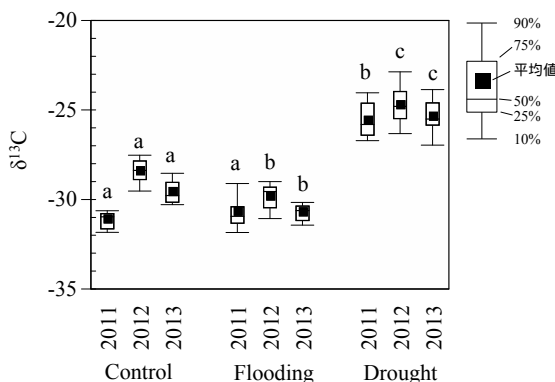 δ13C
-20
-25
-30
-35
a
a
a
a
b
b
b
c
c
2011
2012
2013
2011
2012
2013
2011
2012
2013
Control
Flooding
Drought
90%
75%
平均値
50%
25%
10%